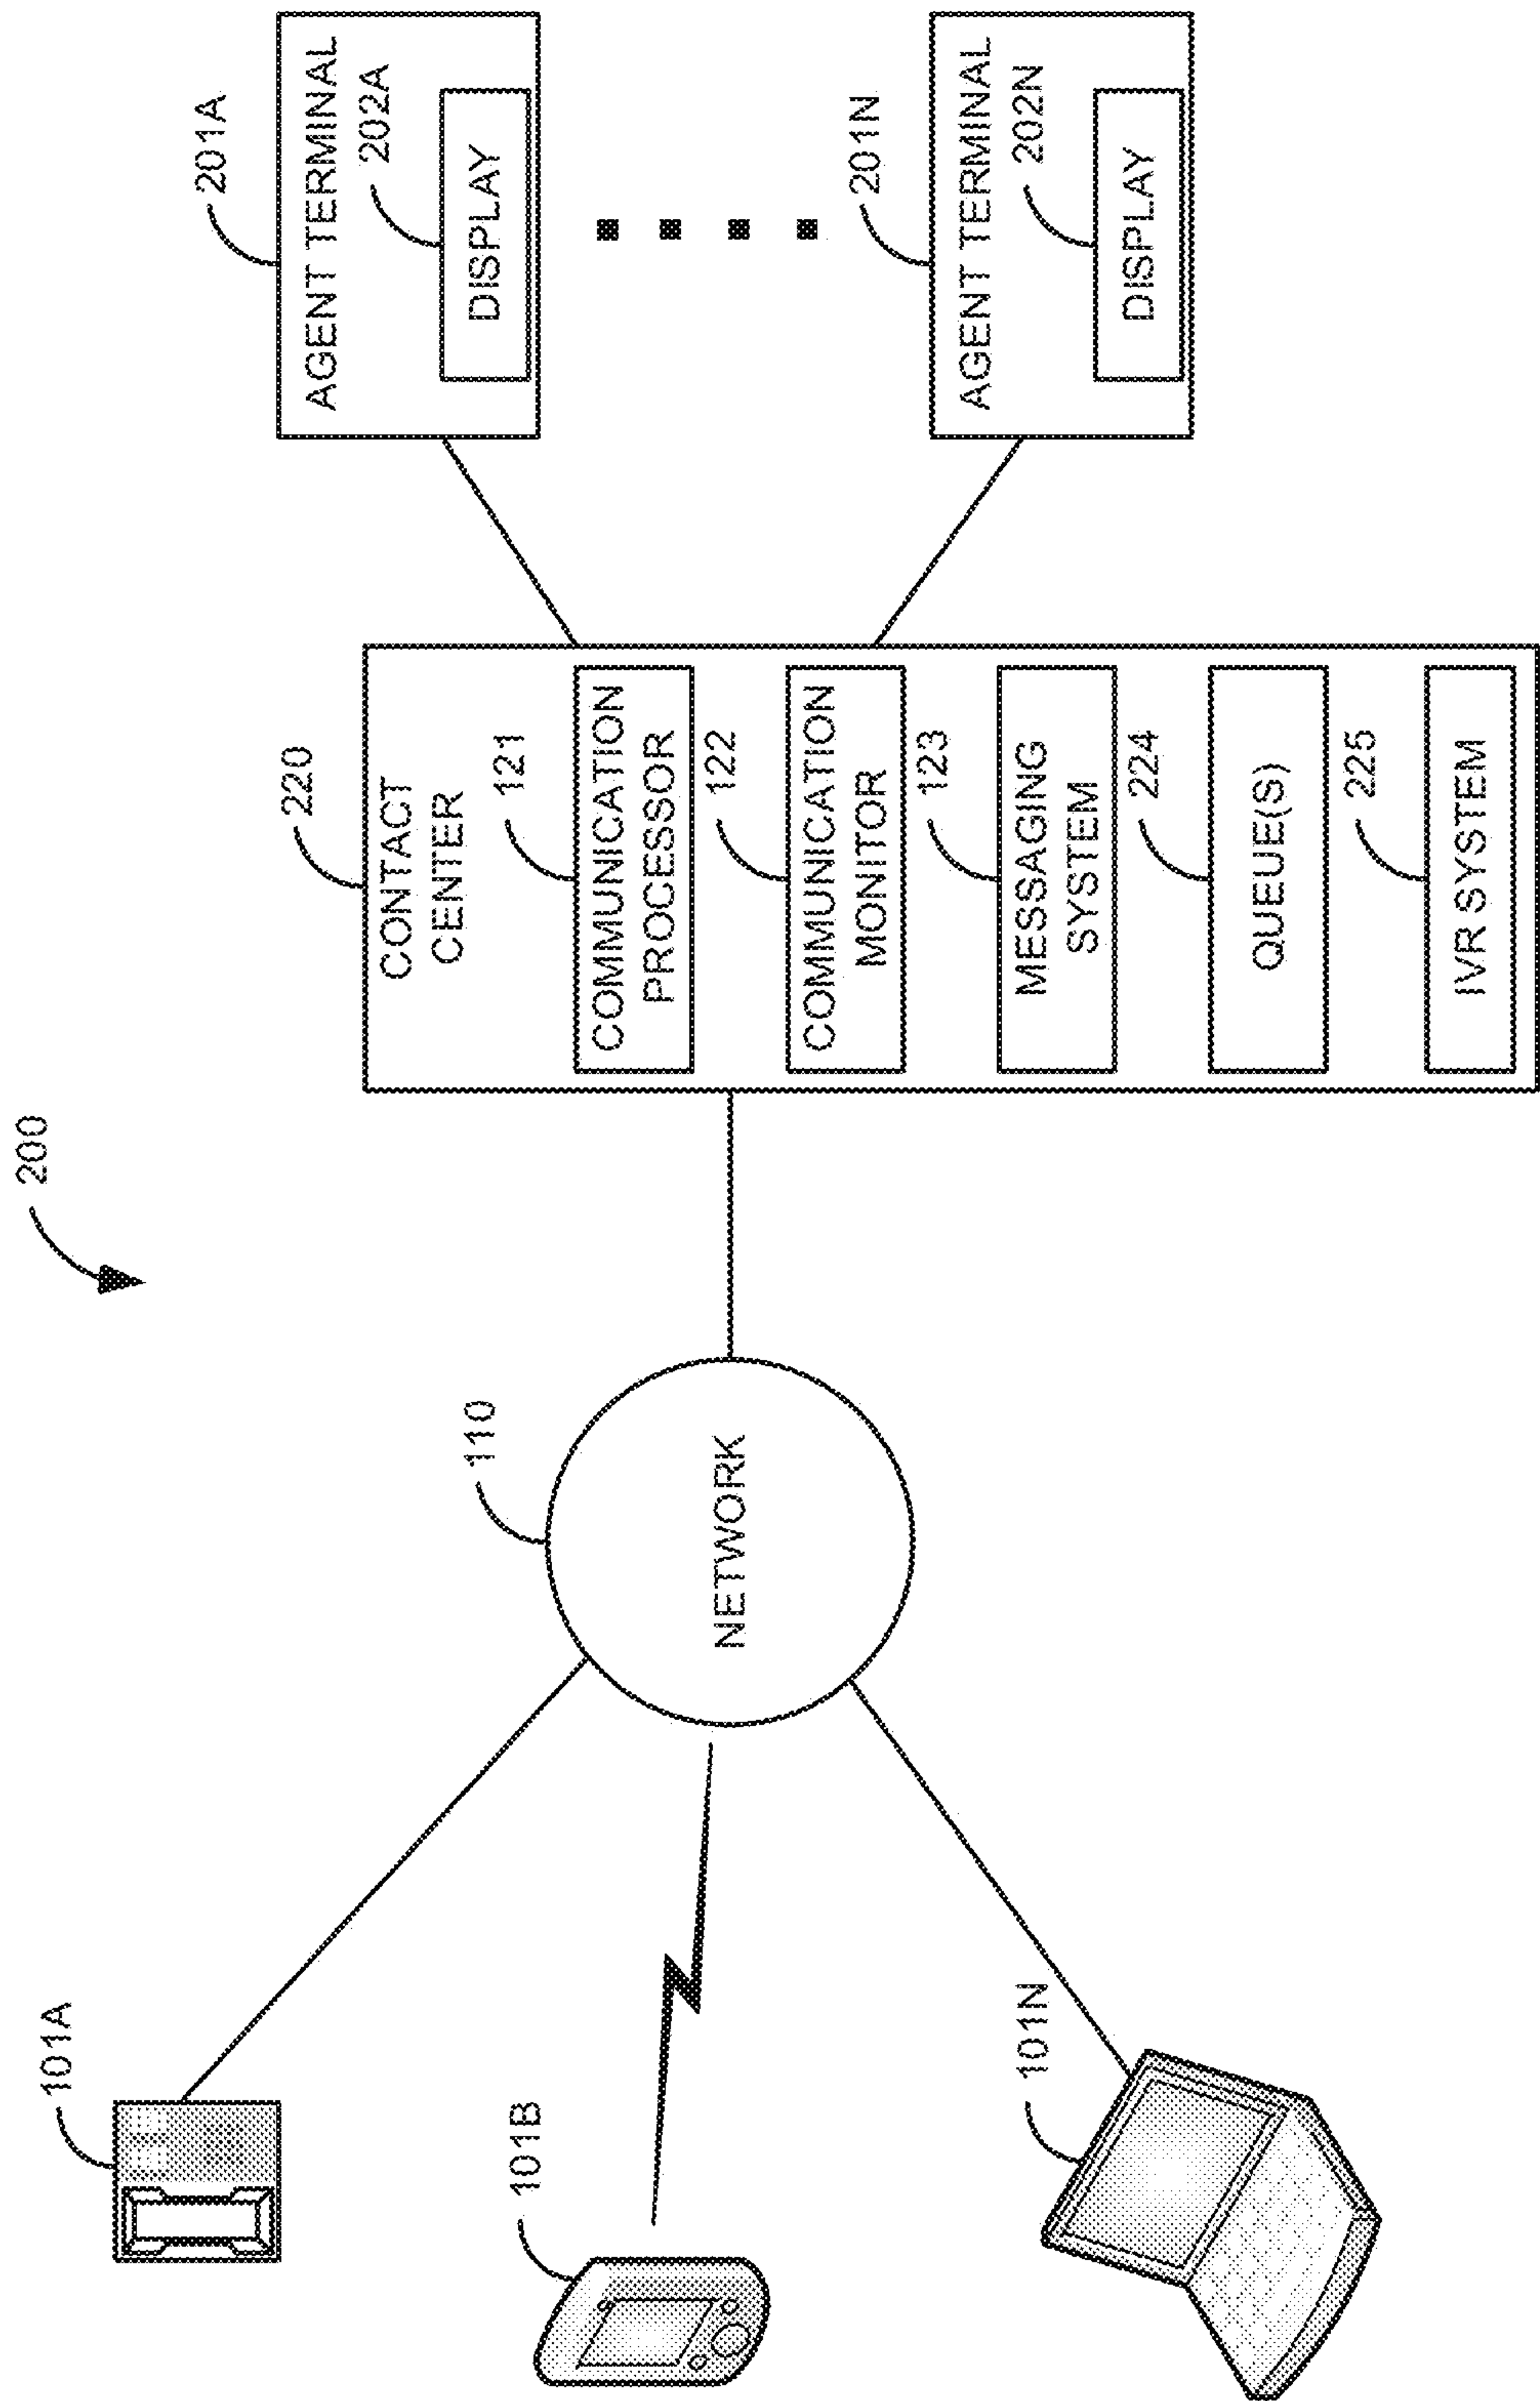 200
101A
101B
101N
110
NETWORK
220
CONTACT
CENTER
121
COMMUNICATION
PROCESSOR
122
COMMUNICATION
MONITOR
123
MESSAGING
SYSTEM
224
QUEUE(S)
225
IVR SYSTEM
201A
AGENT TERMINAL
202A
DISPLAY
201N
AGENT TERMINAL
202N
DISPLAY